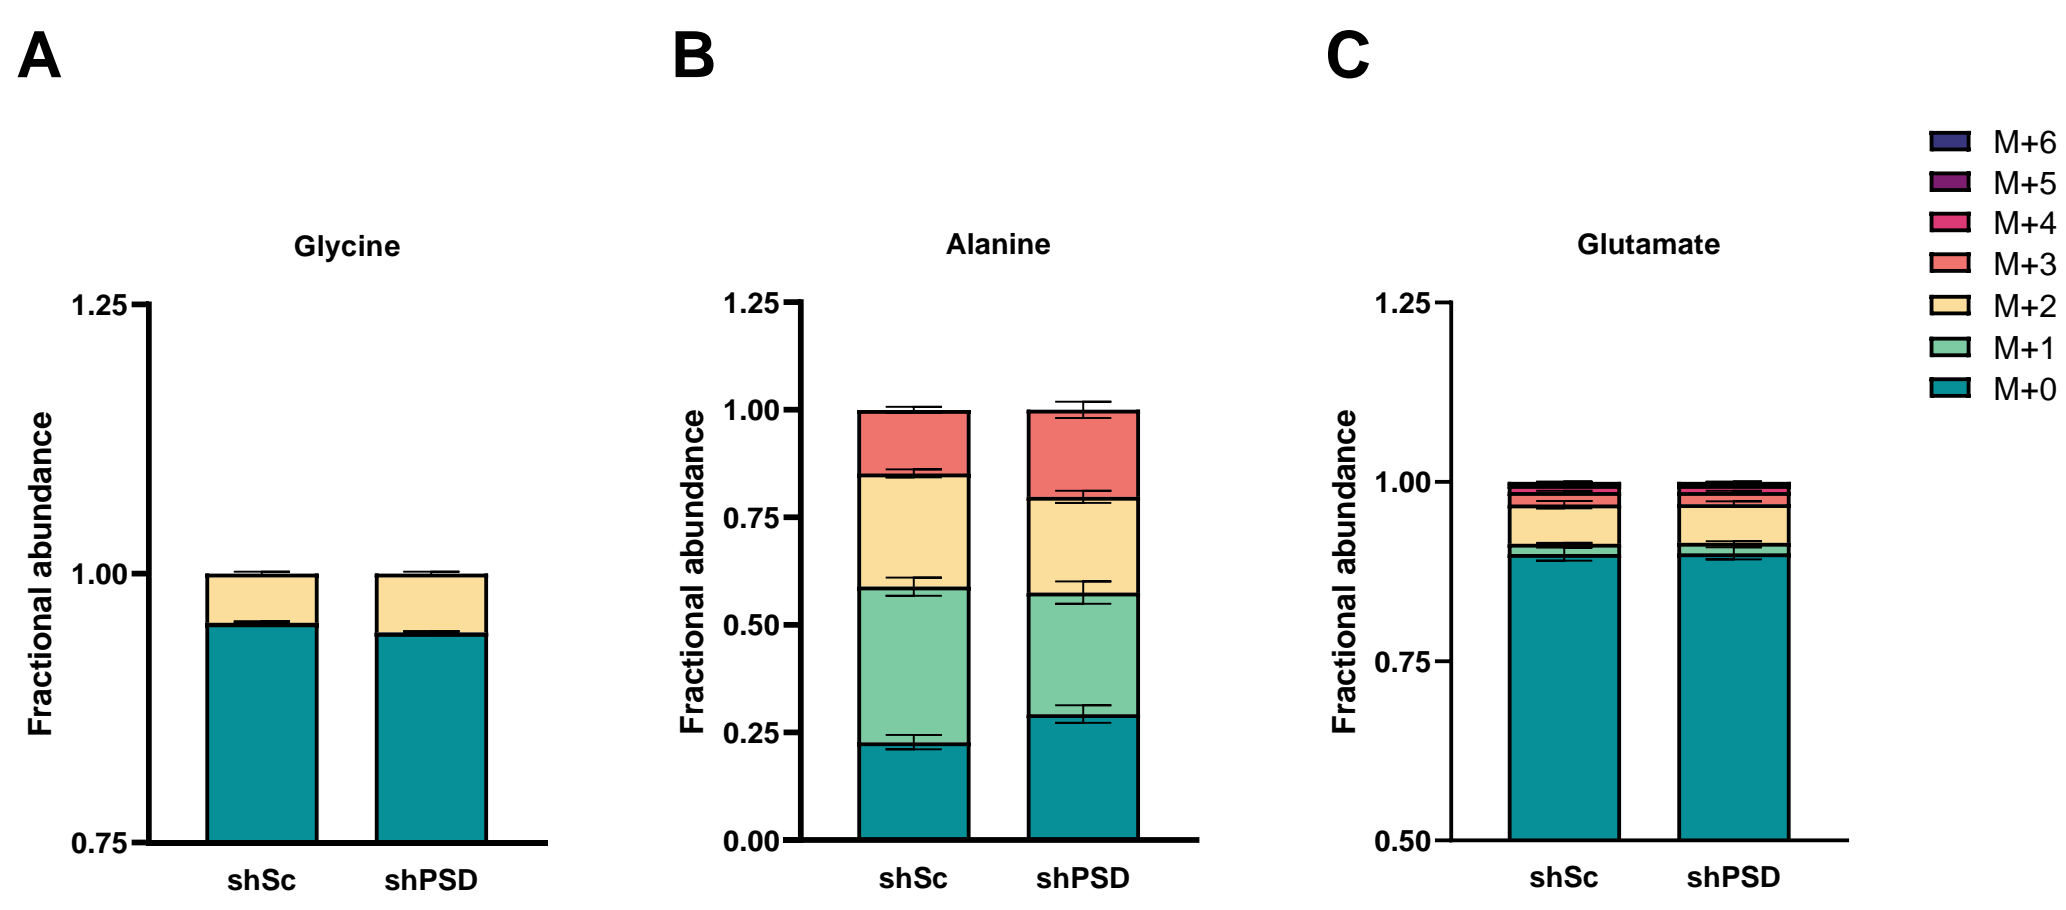 A
Glycine
Fractional abundance
1.25
1.00
0.75
shSc shPSD
B
Alanine
Fractional abundance
1.25
1.00
0.75
0.50
0.25
0.00
shSc shPSD
C
Glutamate
Fractional abundance
1.25
1.00
0.75
0.50
shSc shPSD
M+6
M+5
M+4
M+3
M+2
M+1
M+0